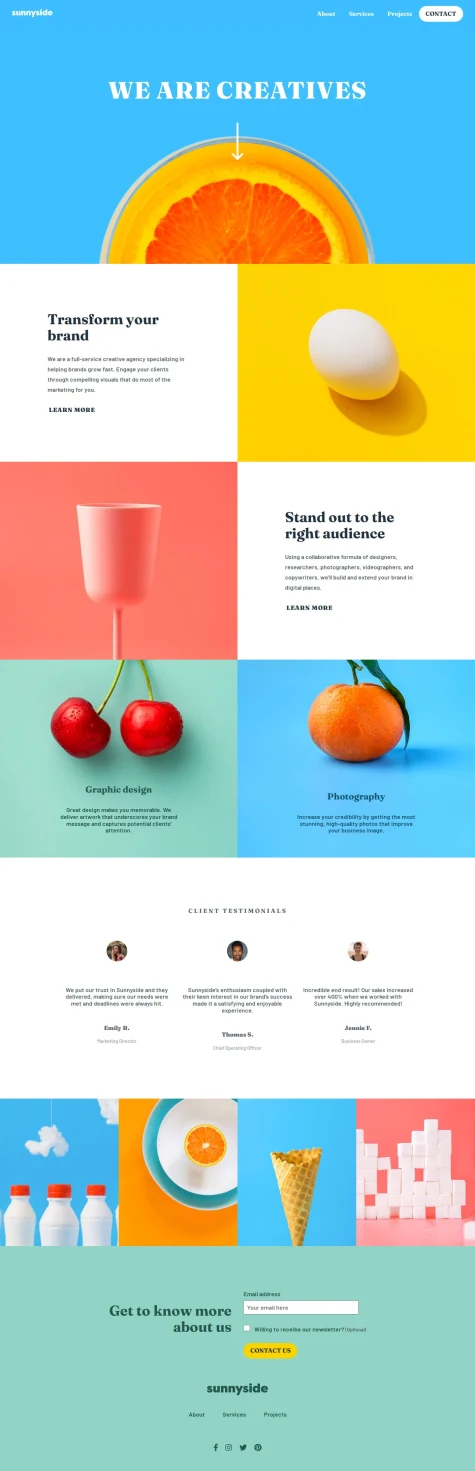 sunnyside
About Services Projects CONTACT
WE ARE CREATIVES
Transform your
brand
We are a full-service creative agency specializing in
helping brands grow fast. Engage your clients
through compelling visuals that do most of the
marketing for you.
LEARN MORE
Stand out to the
right audience
Using a collaborative formula of designers,
researchers, photographers, videographers, and
copywriters, we'll build and extend your brand in
digital places.
LEARN MORE
Graphic design
Great design makes you memorable. We
deliver artwork that underscores your brand
message and captures potential clients'
attention.
Photography
Increase your credibility by getting the most
stunning, high-quality photos that improve
your business image.
CLIENT TESTIMONIALS
We put our trust in Sunnyside and they
delivered, making sure our needs were
met and deadlines were always hit.
Emily R.
Marketing Director
Sunnyside's enthusiasm coupled with
their keen interest in our brand's success
made it a satisfying and enjoyable
experience.
Thomas S.
Chief Operating Officer
Incredible end result! Our sales increased
over 400% when we worked with
Sunnyside. Highly recommended!
Jennie F.
Business Owner
Get to know more
about us
Email address
Your email here
Willing to receibe our newsletter? (Optional)
CONTACT US
sunnyside
About Services Projects